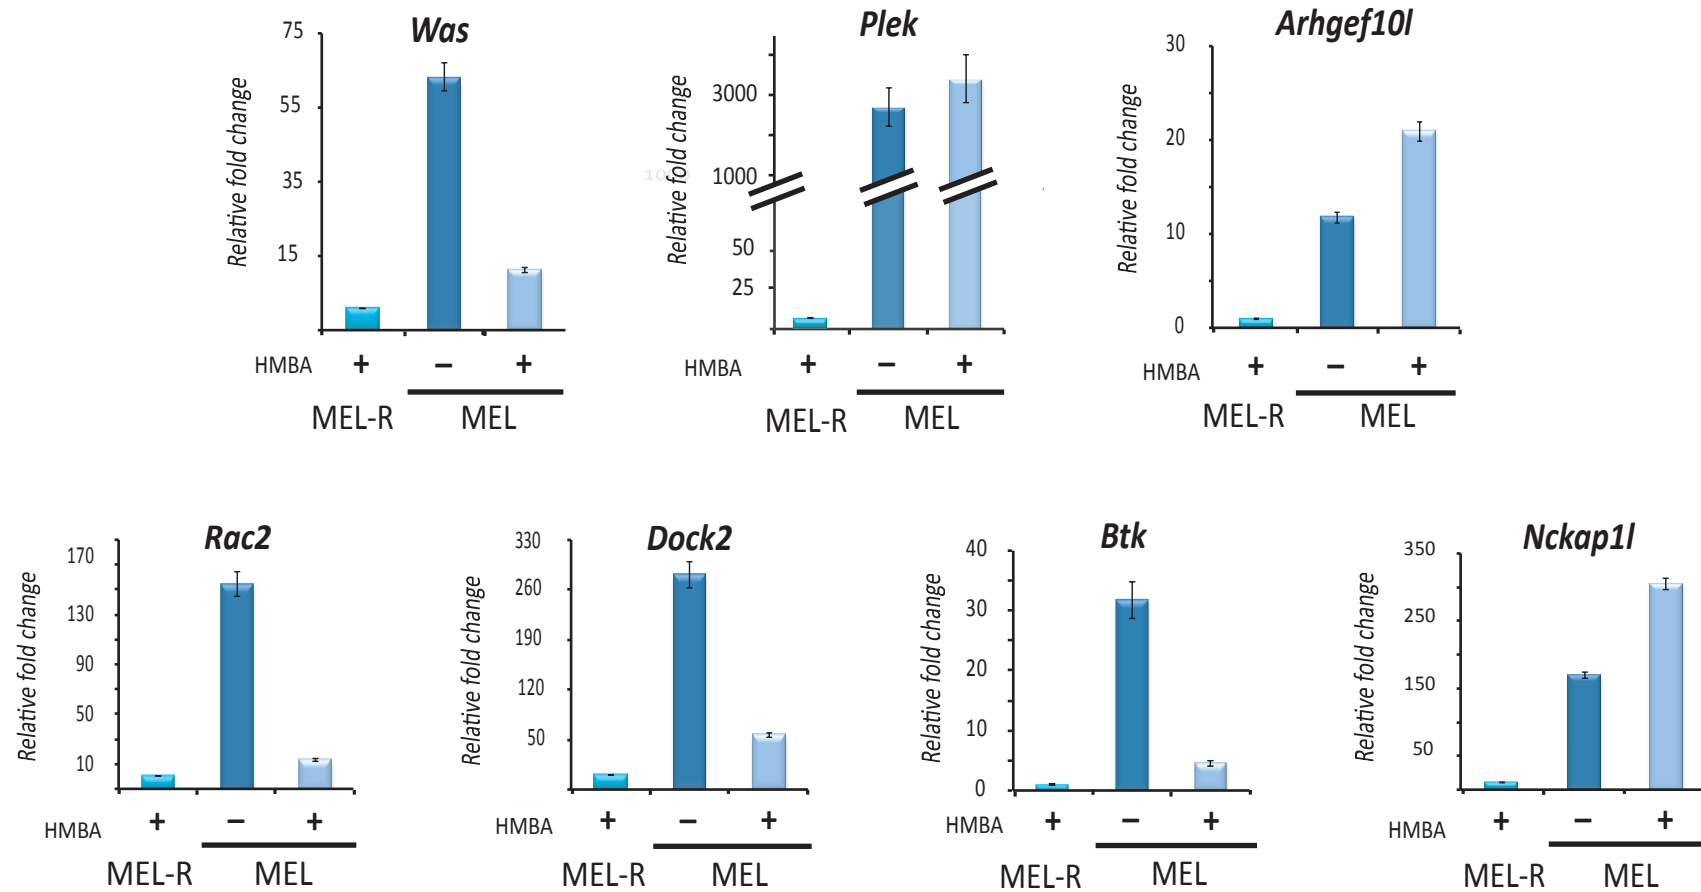 Was
Relative fold change
75
55
35
15
HMBA + – +
MEL-R MEL
Plek
Relative fold change
3000
1000
1000
50
25
HMBA + – +
MEL-R MEL
Arhgef10l
Relative fold change
30
20
10
0
HMBA + – +
MEL-R MEL
Rac2
Relative fold change
170
130
90
50
10
HMBA + – +
MEL-R MEL
Dock2
Relative fold change
330
260
190
120
50
HMBA + – +
MEL-R MEL
Btk
Relative fold change
40
30
20
10
0
HMBA + – +
MEL-R MEL
Nckap1l
Relative fold change
350
250
150
50
HMBA + – +
MEL-R MEL